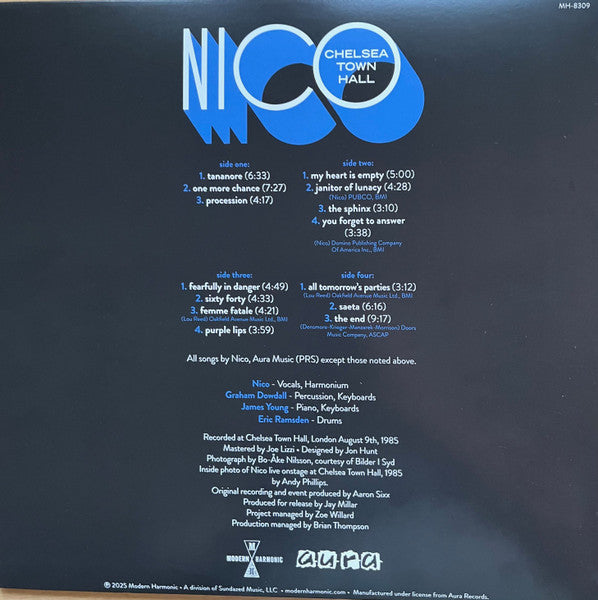 MH-8309
NICO
CHELSEA
TOWN
HALL
side one:
1. tananore (6:33)
2. one more chance (7:27)
3. procession (4:17)
side two:
1. my heart is empty (5:00)
2. janitor of lunacy (4:28)
(Nico) PUBCO, BMI
3. the sphinx (3:10)
4. you forget to answer
(3:38)
(Nico) Domino Publishing Company
Of America Inc., BMI
side three:
1. fearfully in danger (4:49)
2. sixty forty (4:33)
3. femme fatale (4:21)
(Lou Reed) Oakfield Avenue Music Ltd., BMI
4. purple lips (3:59)
side four:
1. all tomorrow's parties (3:12)
(Lou Reed) Oakfield Avenue Music Ltd., BMI
2. saeta (6:16)
3. the end (9:17)
(Densmore-Krieger-Manzarek-Morrison) Doors
Music Company, ASCAP
All songs by Nico, Aura Music (PRS) except those noted above.
Nico - Vocals, Harmonium
Graham Dowdall - Percussion, Keyboards
James Young - Piano, Keyboards
Eric Ramsden - Drums
Recorded at Chelsea Town Hall, London August 9th, 1985
Mastered by Joe Lizzi • Designed by Jon Hunt
Photograph by Bo-Åke Nilsson, courtesy of Bilder I Syd
Inside photo of Nico live onstage at Chelsea Town Hall, 1985
by Andy Phillips.
Original recording and event produced by Aaron Sixx
Produced for release by Jay Millar
Project managed by Zoe Willard
Production managed by Brian Thompson
M
MODERN HARMONIC
H
aura
℗ © 2025 Modern Harmonic • A division of Sundazed Music, LLC • modernharmonic.com • Manufactured under license from Aura Records.